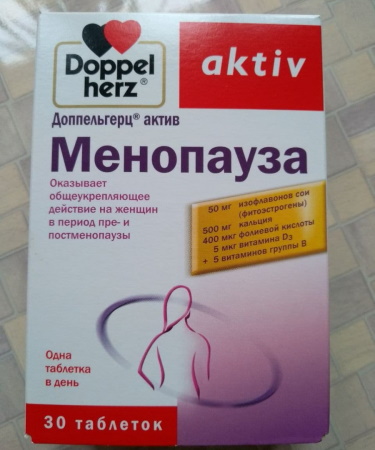 Doppel
herz®
aktiv
Доппельгерц® актив
Менопауза
Оказывает
общеукрепляющее
действие на женщин
в период пре- и
постменопаузы
50 мг изофлавонов сои
(фитоэстрогены)
500 мг кальция
400 мкг фолиевой кислоты
5 мкг витамина D3
+ 5 витаминов группы В
Одна
таблетка
в день
30 таблеток